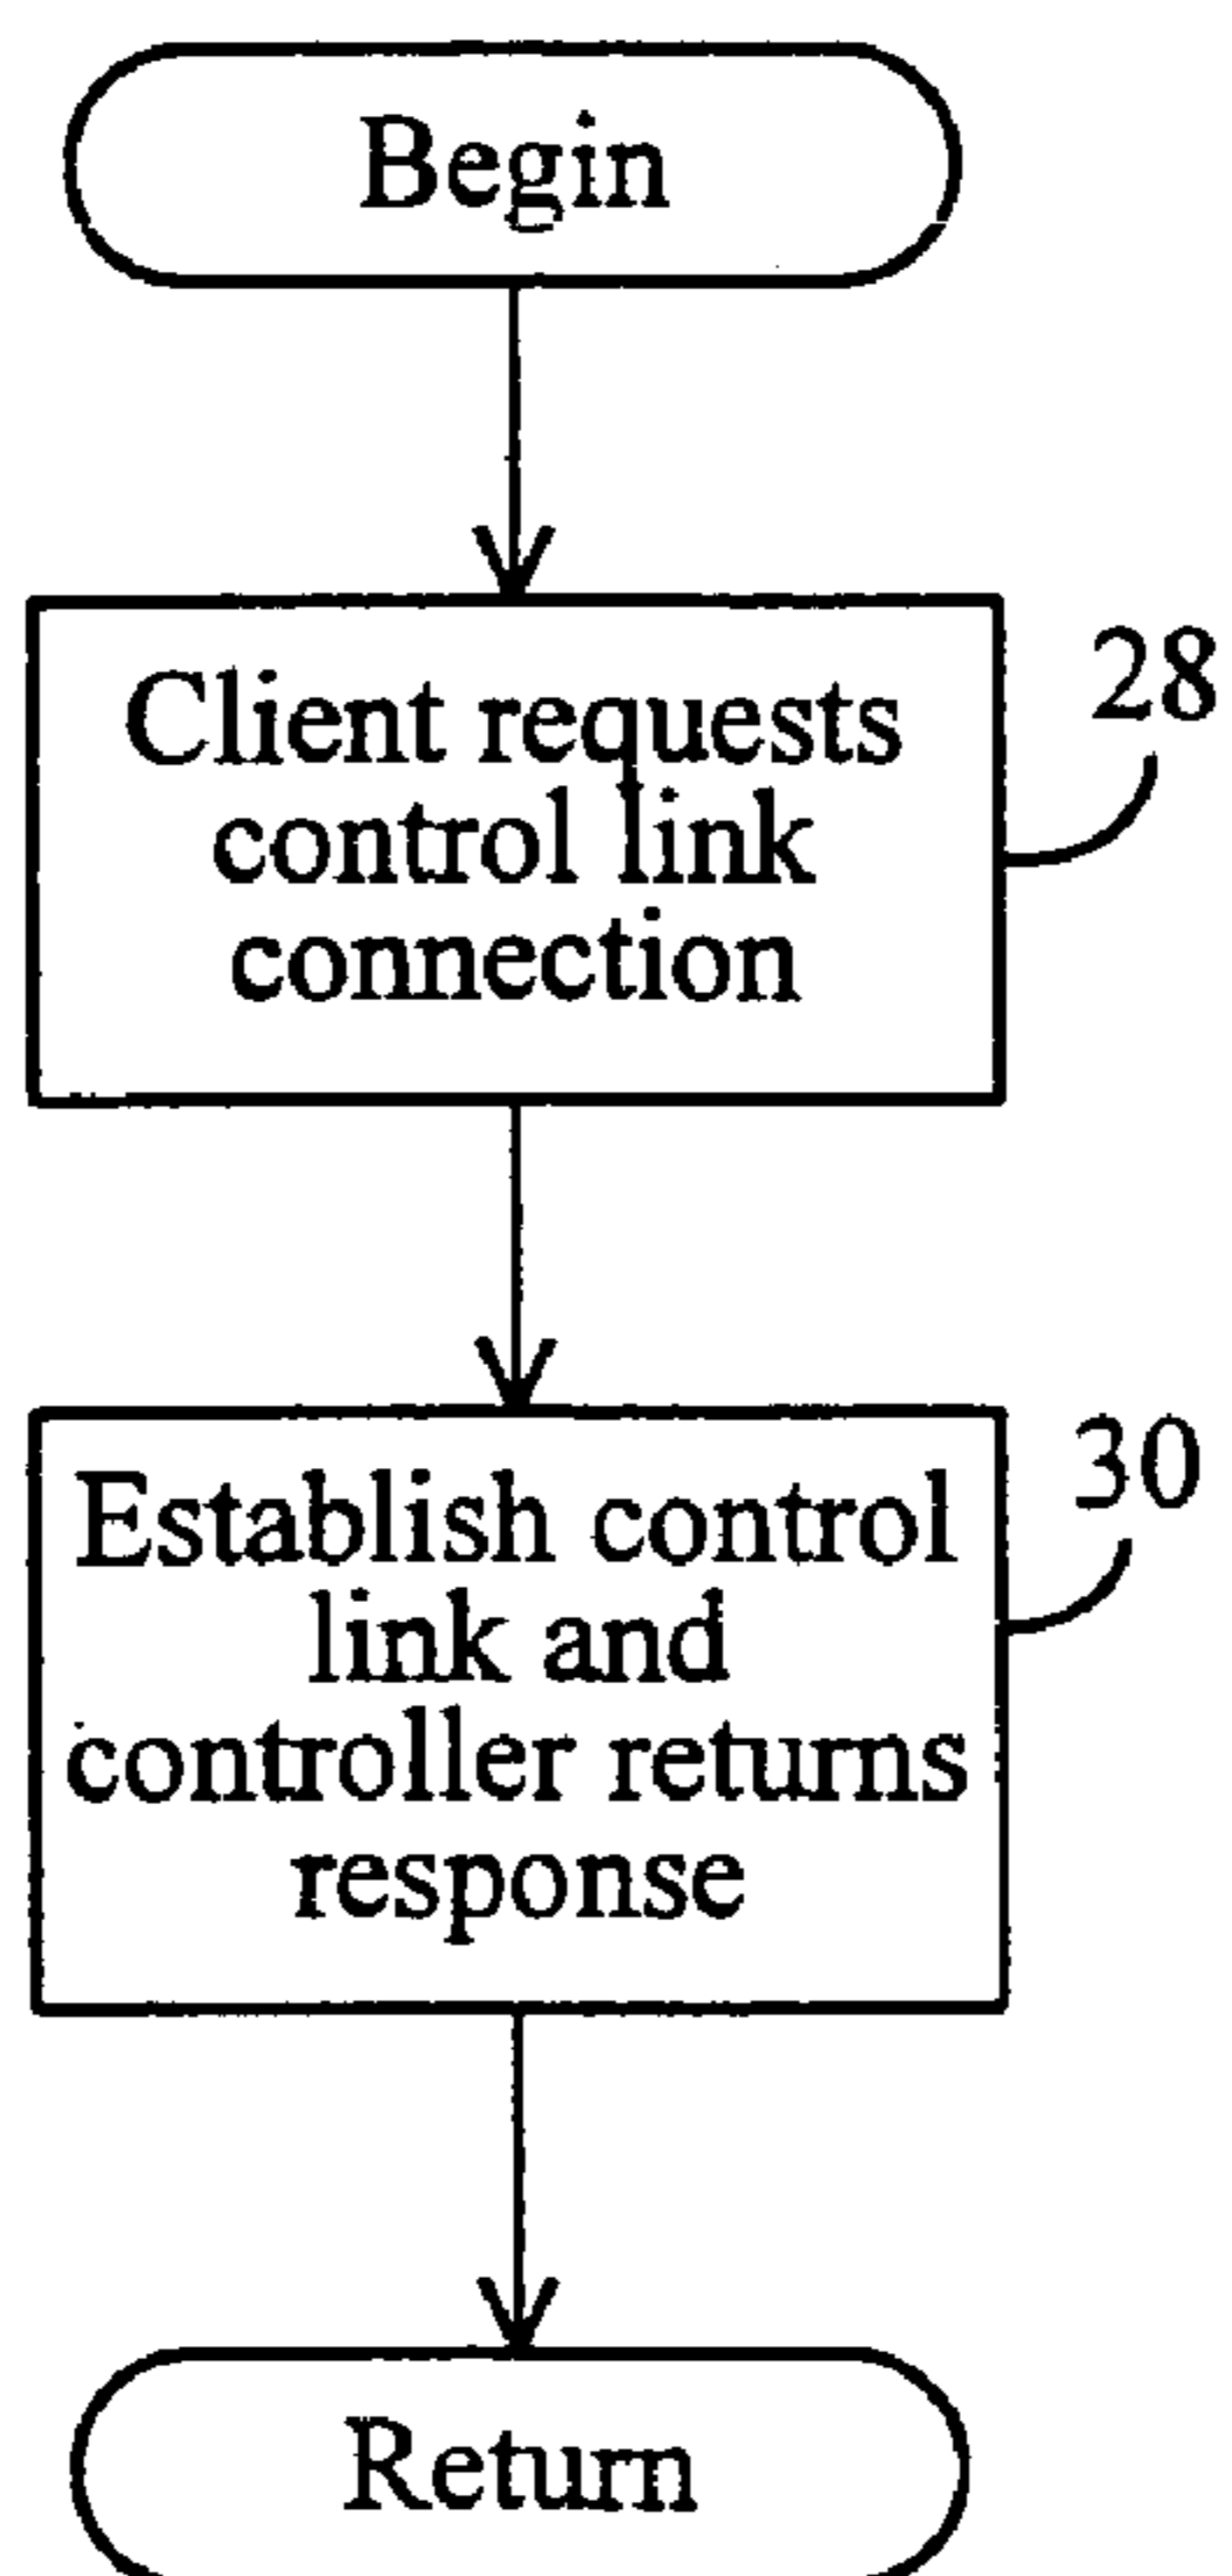 Begin
Client requests
control link
connection
28
Establish control
link and
controller returns
response
30
Return